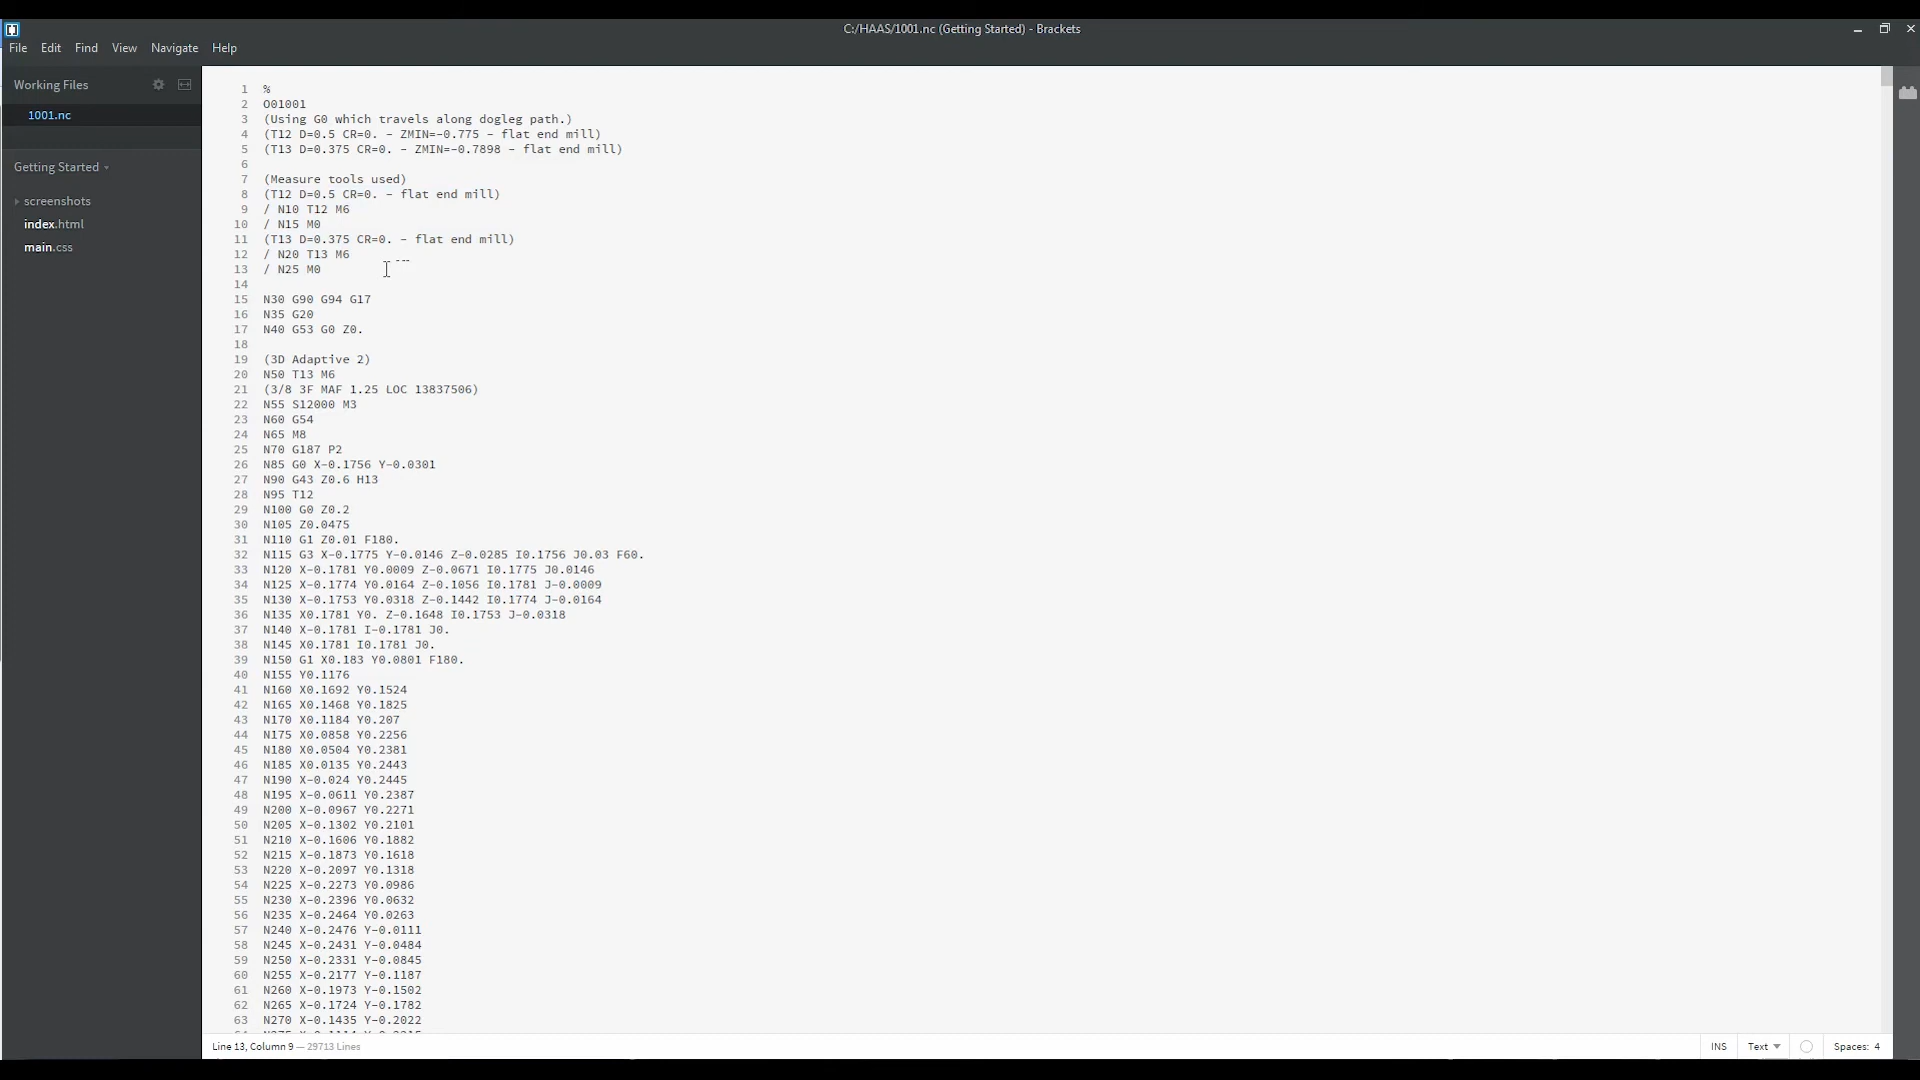 C:/HAAS/1001.nc (Getting Started) - Brackets
File Edit Find View Navigate Help
Working Files
1001.nc
Getting Started
screenshots
index.html
main.css
1 %
2 O01001
3 (Using G0 which travels along dogleg path.)
4 (T12 D=0.5 CR=0. - ZMIN=-0.775 - flat end mill)
5 (T13 D=0.375 CR=0. - ZMIN=-0.7898 - flat end mill)
6
7 (Measure tools used)
8 (T12 D=0.5 CR=0. - flat end mill)
9 / N10 T12 M6
10 / N15 M0
11 (T13 D=0.375 CR=0. - flat end mill)
12 / N20 T13 M6
13 / N25 M0
14
15 N30 G90 G94 G17
16 N35 G20
17 N40 G53 G0 Z0.
18
19 (3D Adaptive 2)
20 N50 T13 M6
21 (3/8 3F MAF 1.25 LOC 13837506)
22 N55 S12000 M3
23 N60 G54
24 N65 M8
25 N70 G187 P2
26 N85 G0 X-0.1756 Y-0.0301
27 N90 G43 Z0.6 H13
28 N95 T12
29 N100 G0 Z0.2
30 N105 Z0.0475
31 N110 G1 Z0.01 F180.
32 N115 G3 X-0.1775 Y-0.0146 Z-0.0285 I0.1756 J0.03 F60.
33 N120 X-0.1781 Y0.0009 Z-0.0671 I0.1775 J0.0146
34 N125 X-0.1774 Y0.0164 Z-0.1056 I0.1781 J-0.0009
35 N130 X-0.1753 Y0.0318 Z-0.1442 I0.1774 J-0.0164
36 N135 X0.1781 Y0. Z-0.1648 I0.1753 J-0.0318
37 N140 X-0.1781 I-0.1781 J0.
38 N145 X0.1781 I0.1781 J0.
39 N150 G1 X0.183 Y0.0801 F180.
40 N155 Y0.1176
41 N160 X0.1692 Y0.1524
42 N165 X0.1468 Y0.1825
43 N170 X0.1184 Y0.207
44 N175 X0.0858 Y0.2256
45 N180 X0.0504 Y0.2381
46 N185 X0.0135 Y0.2443
47 N190 X-0.024 Y0.2445
48 N195 X-0.0611 Y0.2387
49 N200 X-0.0967 Y0.2271
50 N205 X-0.1302 Y0.2101
51 N210 X-0.1606 Y0.1882
52 N215 X-0.1873 Y0.1618
53 N220 X-0.2097 Y0.1318
54 N225 X-0.2273 Y0.0986
55 N230 X-0.2396 Y0.0632
56 N235 X-0.2464 Y0.0263
57 N240 X-0.2476 Y-0.0111
58 N245 X-0.2431 Y-0.0484
59 N250 X-0.2331 Y-0.0845
60 N255 X-0.2177 Y-0.1187
61 N260 X-0.1973 Y-0.1502
62 N265 X-0.1724 Y-0.1782
63 N270 X-0.1435 Y-0.2022
Line 13, Column 9 — 29713 Lines
INS Text Spaces: 4